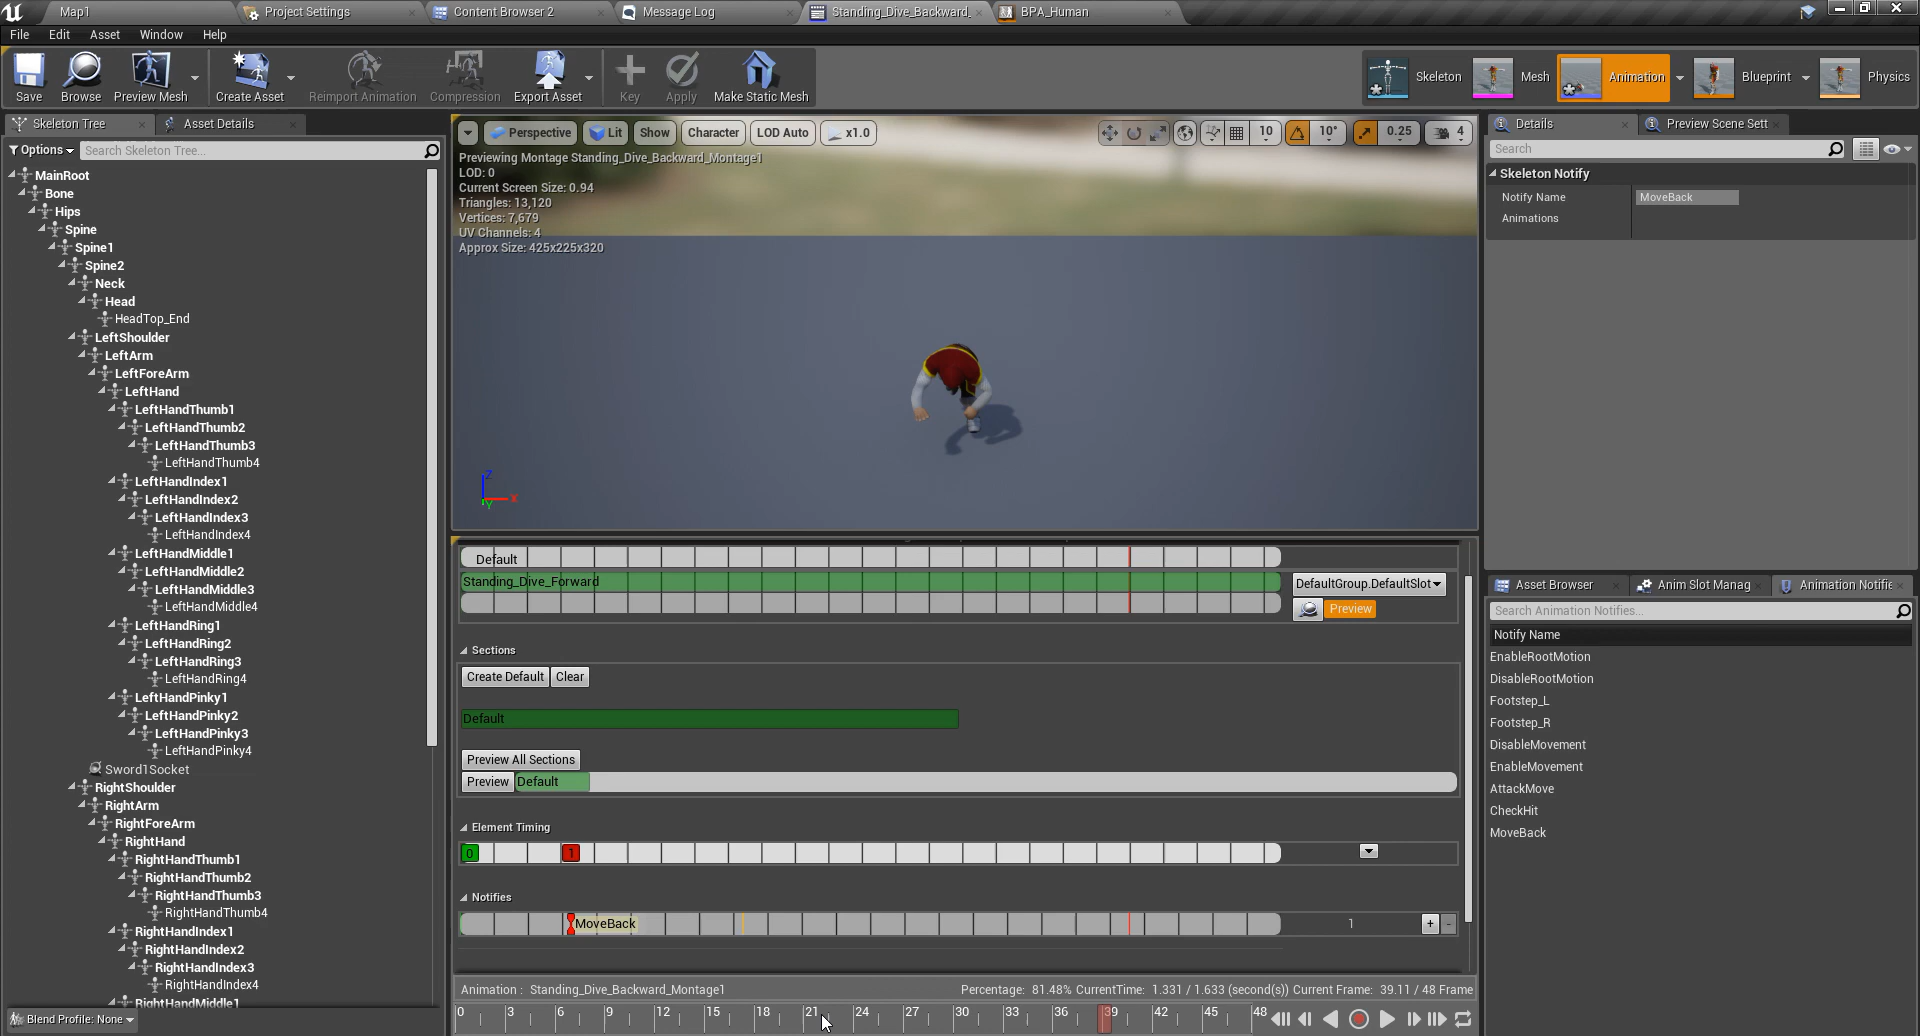 Map1
Project Settings
Content Browser 2
Message Log
Standing_Dive_Backward_
BPA_Human
File Edit Asset Window Help
Save
Browse
Preview Mesh
Create Asset
Reimport Animation
Compression
Export Asset
Key
Apply
Make Static Mesh
Skeleton
Mesh
Animation
Blueprint
Physics
Skeleton Tree
Asset Details
Options
Search Skeleton Tree...
MainRoot
Bone
Hips
Spine
Spine1
Spine2
Neck
Head
HeadTop_End
LeftShoulder
LeftArm
LeftForeArm
LeftHand
LeftHandThumb1
LeftHandThumb2
LeftHandThumb3
LeftHandThumb4
LeftHandIndex1
LeftHandIndex2
LeftHandIndex3
LeftHandIndex4
LeftHandMiddle1
LeftHandMiddle2
LeftHandMiddle3
LeftHandMiddle4
LeftHandRing1
LeftHandRing2
LeftHandRing3
LeftHandRing4
LeftHandPinky1
LeftHandPinky2
LeftHandPinky3
LeftHandPinky4
Sword1Socket
RightShoulder
RightArm
RightForeArm
RightHand
RightHandThumb1
RightHandThumb2
RightHandThumb3
RightHandThumb4
RightHandIndex1
RightHandIndex2
RightHandIndex3
RightHandIndex4
RightHandMiddle1
Blend Profile: None
Perspective Lit Show Character LOD Auto x1.0
10 10° 0.25 4
Previewing Montage Standing_Dive_Backward_Montage1
LOD: 0
Current Screen Size: 0.94
Triangles: 13,120
Vertices: 7,679
UV Channels: 4
Approx Size: 425x225x320
Z
X
Y
Default
Standing_Dive_Forward
DefaultGroup.DefaultSlot
Preview
Sections
Create Default Clear
Default
Preview All Sections
Preview Default
Element Timing
0 1
Notifies
MoveBack 1 + -
Animation : Standing_Dive_Backward_Montage1
Percentage: 81.48% CurrentTime: 1.331 / 1.633 (second(s)) Current Frame: 39.11 / 48 Frame
0 3 6 9 12 15 18 21 24 27 30 33 36 39 42 45 48
Details
Preview Scene Sett
Search
Skeleton Notify
Notify Name MoveBack
Animations
Asset Browser
Anim Slot Manag
Animation Notifie
Search Animation Notifies...
Notify Name
EnableRootMotion
DisableRootMotion
Footstep_L
Footstep_R
DisableMovement
EnableMovement
AttackMove
CheckHit
MoveBack